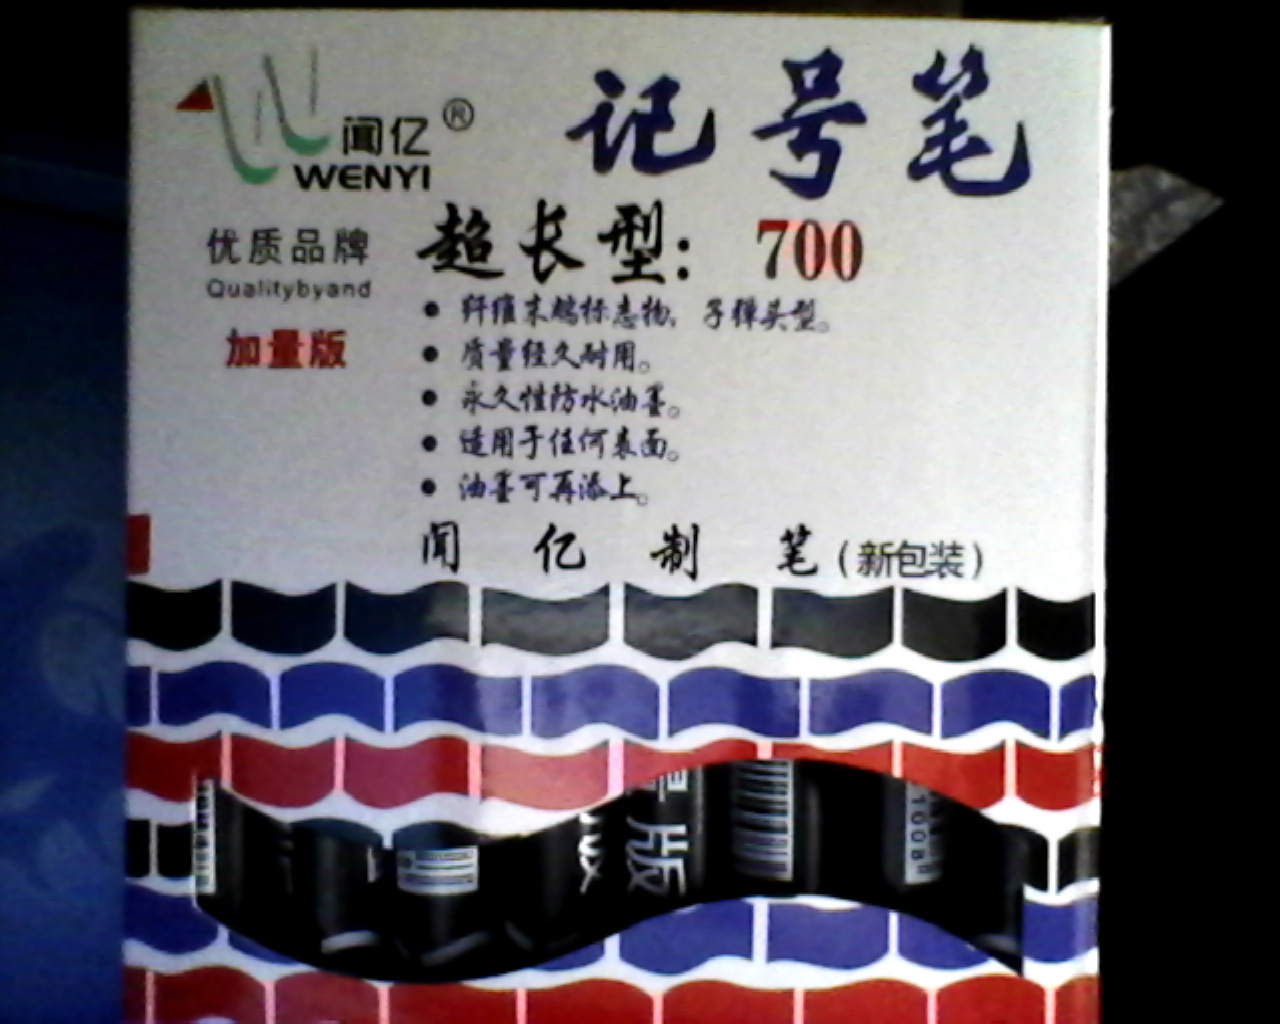 闻亿®
WENYI
记号笔
优质品牌
Qualitybyand
加量版
超长型：700
• 纤维末端标志物，子弹头型。
• 质量经久耐用。
• 永久性防水油墨。
• 适用于任何表面。
• 油墨可再添上。
闻亿制笔（新包装）
版